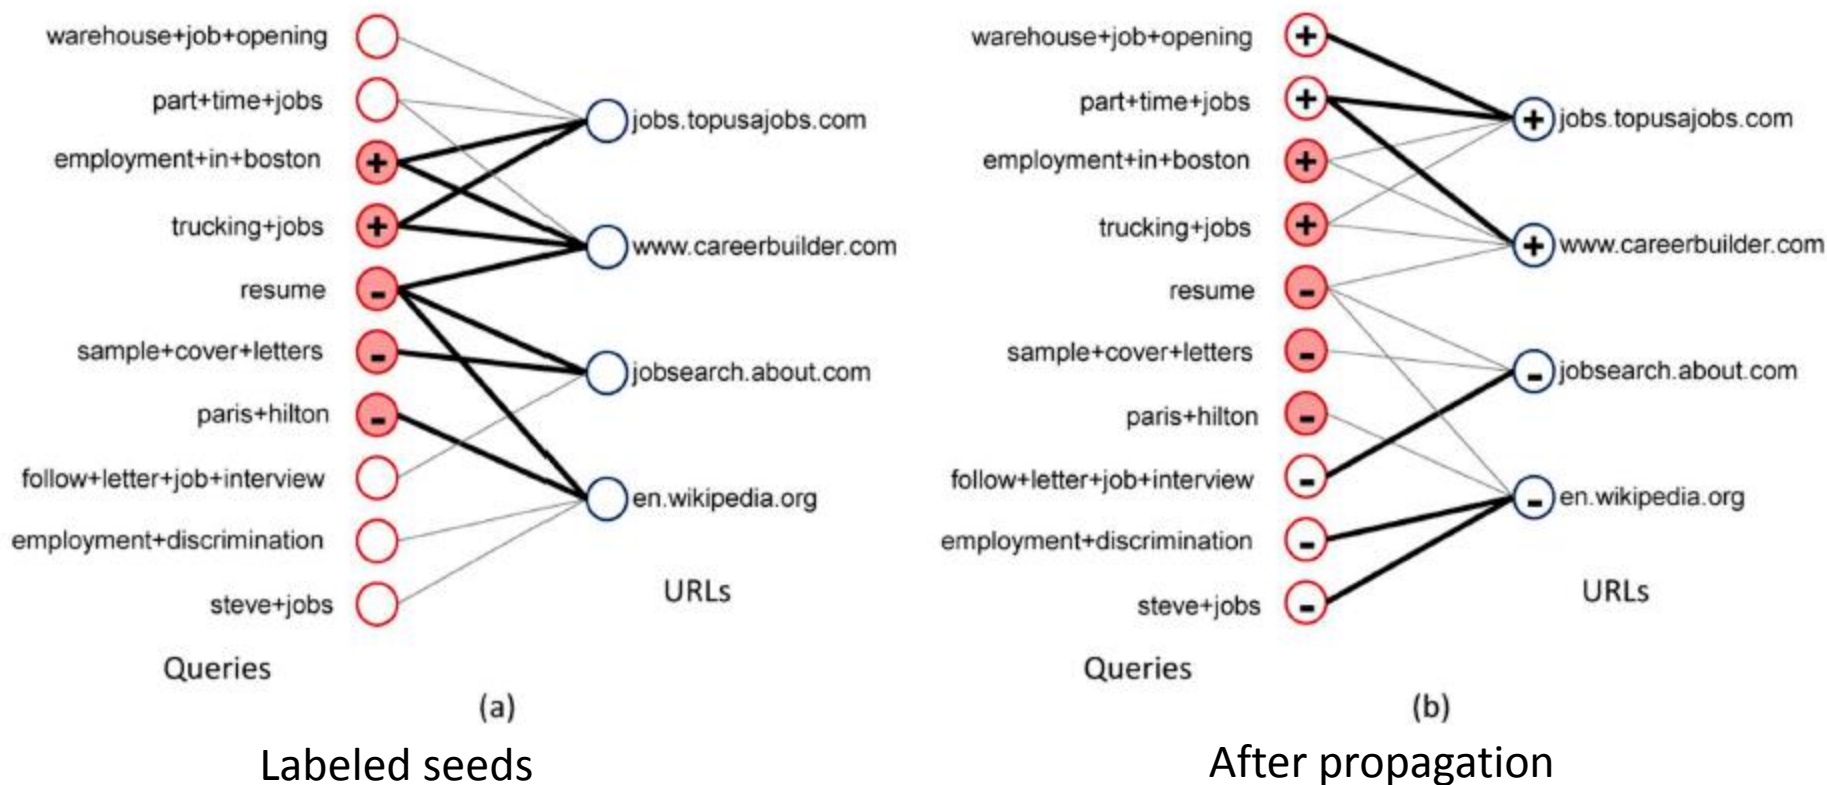 warehouse+job+opening
part+time+jobs
employment+in+boston
+
trucking+jobs
+
resume
-
sample+cover+letters
-
paris+hilton
-
follow+letter+job+interview
employment+discrimination
steve+jobs
jobs.topusajobs.com
www.careerbuilder.com
jobsearch.about.com
en.wikipedia.org
URLs
Queries
(a)
Labeled seeds
warehouse+job+opening
+
part+time+jobs
+
employment+in+boston
+
trucking+jobs
+
resume
-
sample+cover+letters
-
paris+hilton
-
follow+letter+job+interview
-
employment+discrimination
-
steve+jobs
-
+
jobs.topusajobs.com
+
www.careerbuilder.com
-
jobsearch.about.com
-
en.wikipedia.org
URLs
Queries
(b)
After propagation